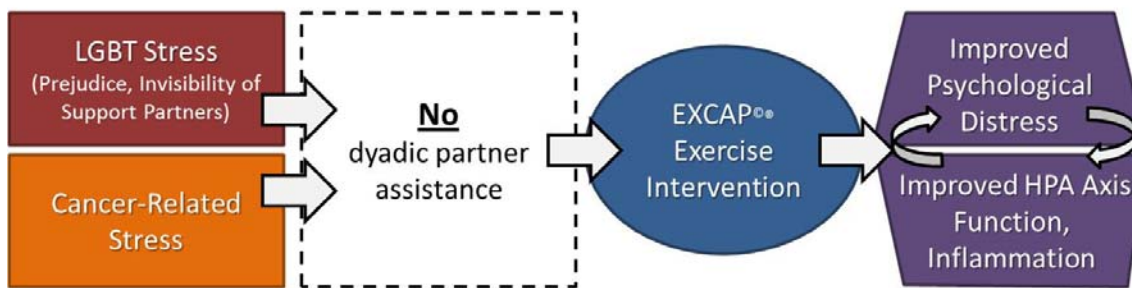 LGBT Stress
(Prejudice, Invisibility of
Support Partners)
Cancer-Related
Stress
No
dyadic partner
assistance
EXCAP©®
Exercise
Intervention
Improved
Psychological
Distress
Improved HPA Axis
Function,
Inflammation